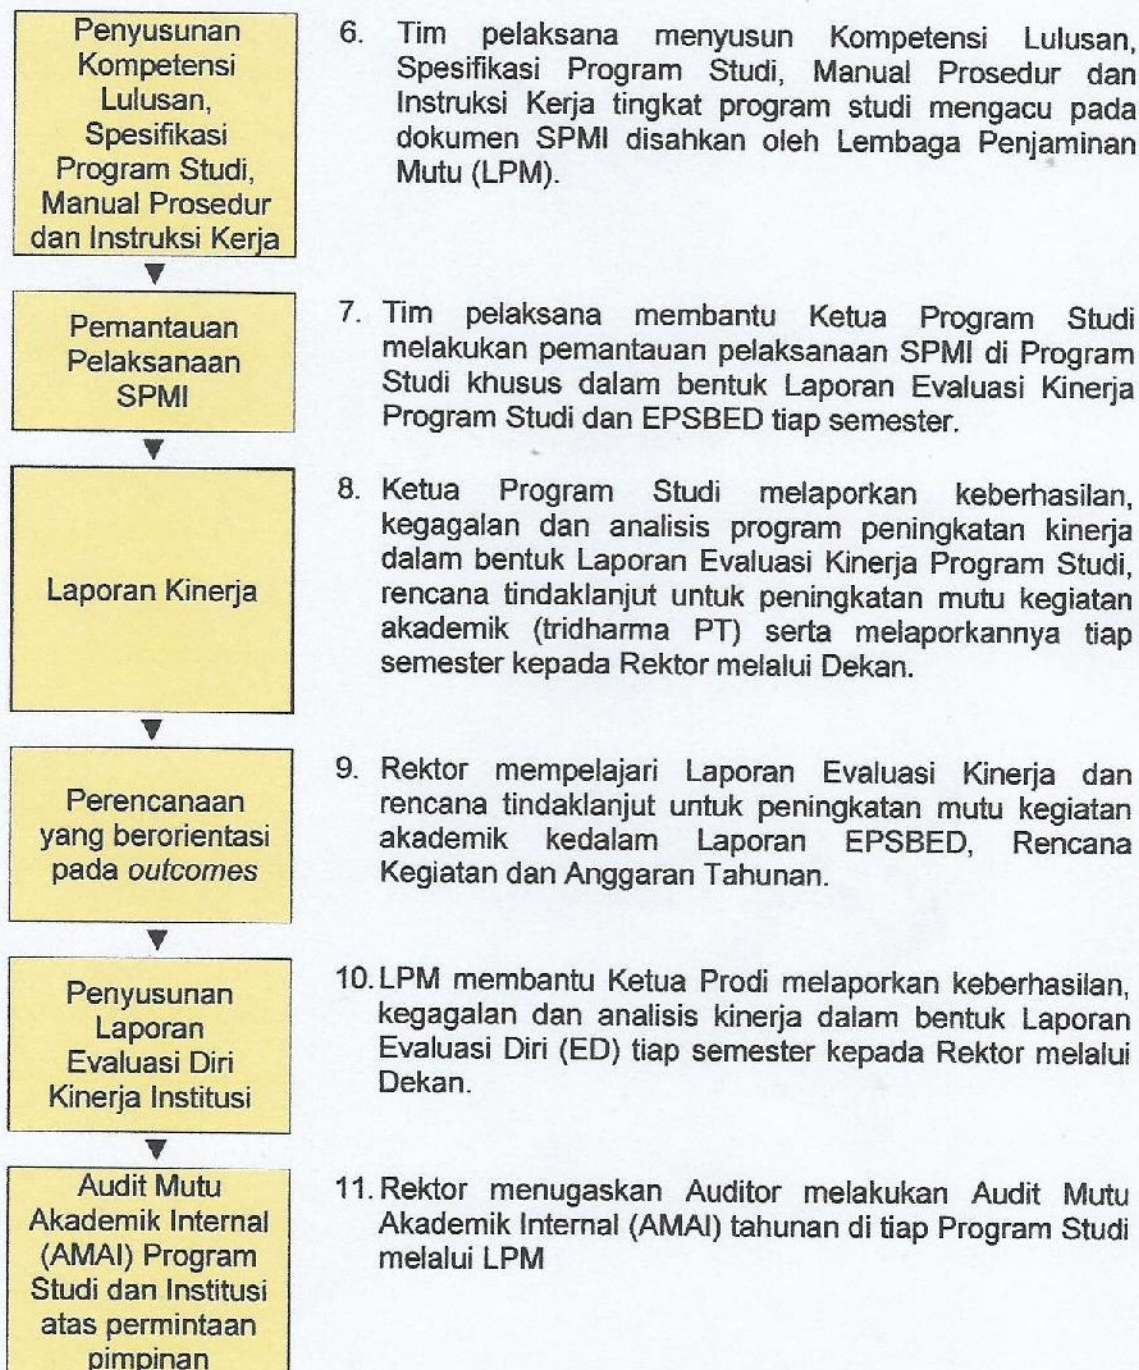 Penyusunan
Kompetensi
Lulusan,
Spesifikasi
Program Studi,
Manual Prosedur
dan Instruksi Kerja
6. Tim pelaksana menyusun Kompetensi Lulusan,
Spesifikasi Program Studi, Manual Prosedur dan
Instruksi Kerja tingkat program studi mengacu pada
dokumen SPMI disahkan oleh Lembaga Penjaminan
Mutu (LPM).
Pemantauan
Pelaksanaan
SPMI
7. Tim pelaksana membantu Ketua Program Studi
melakukan pemantauan pelaksanaan SPMI di Program
Studi khusus dalam bentuk Laporan Evaluasi Kinerja
Program Studi dan EPSBED tiap semester.
Laporan Kinerja
8. Ketua Program Studi melaporkan keberhasilan,
kegagalan dan analisis program peningkatan kinerja
dalam bentuk Laporan Evaluasi Kinerja Program Studi,
rencana tindaklanjut untuk peningkatan mutu kegiatan
akademik (tridharma PT) serta melaporkannya tiap
semester kepada Rektor melalui Dekan.
Perencanaan
yang berorientasi
pada outcomes
9. Rektor mempelajari Laporan Evaluasi Kinerja dan
rencana tindaklanjut untuk peningkatan mutu kegiatan
akademik kedalam Laporan EPSBED, Rencana
Kegiatan dan Anggaran Tahunan.
Penyusunan
Laporan
Evaluasi Diri
Kinerja Institusi
10. LPM membantu Ketua Prodi melaporkan keberhasilan,
kegagalan dan analisis kinerja dalam bentuk Laporan
Evaluasi Diri (ED) tiap semester kepada Rektor melalui
Dekan.
Audit Mutu
Akademik Internal
(AMAI) Program
Studi dan Institusi
atas permintaan
pimpinan
11. Rektor menugaskan Auditor melakukan Audit Mutu
Akademik Internal (AMAI) tahunan di tiap Program Studi
melalui LPM